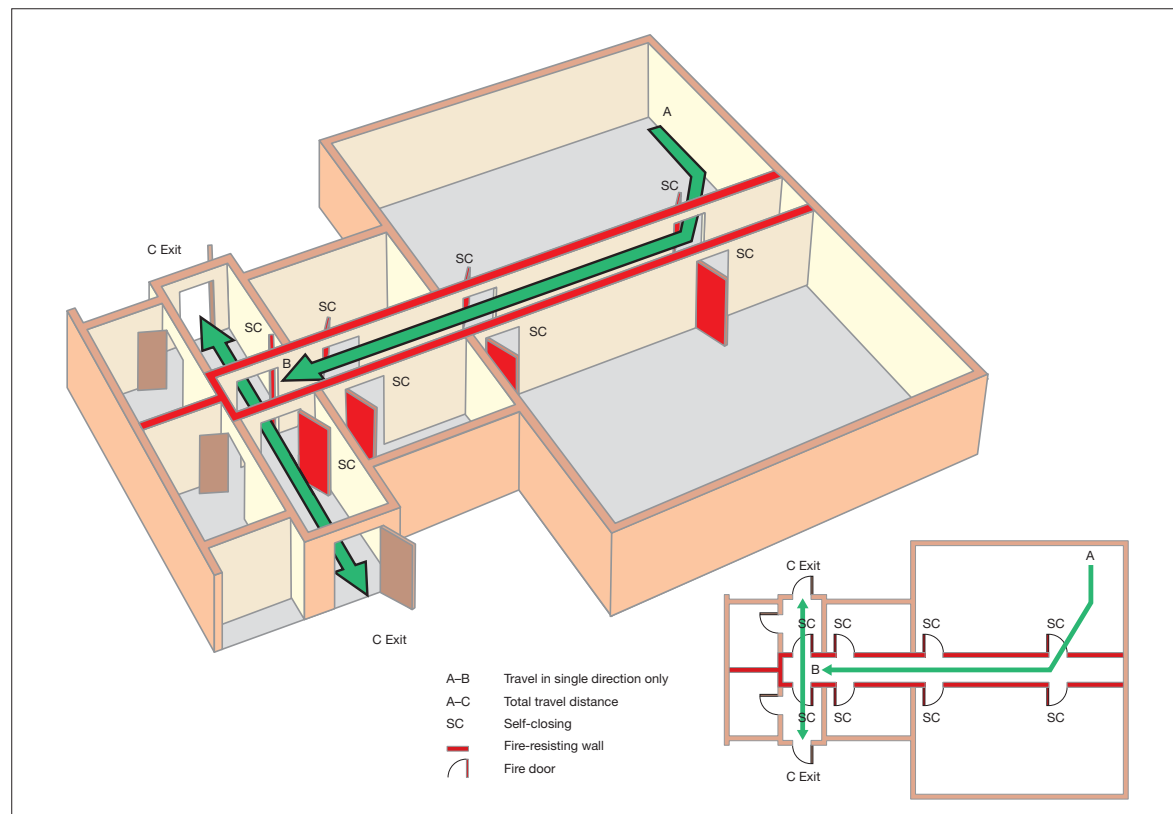 A
SC
C Exit
SC
SC
SC
SC
SC
B
SC
SC
C Exit
A–B Travel in single direction only
A–C Total travel distance
SC Self-closing
Fire-resisting wall
Fire door
A
C Exit
SC SC SC SC
B
SC SC SC SC
C Exit